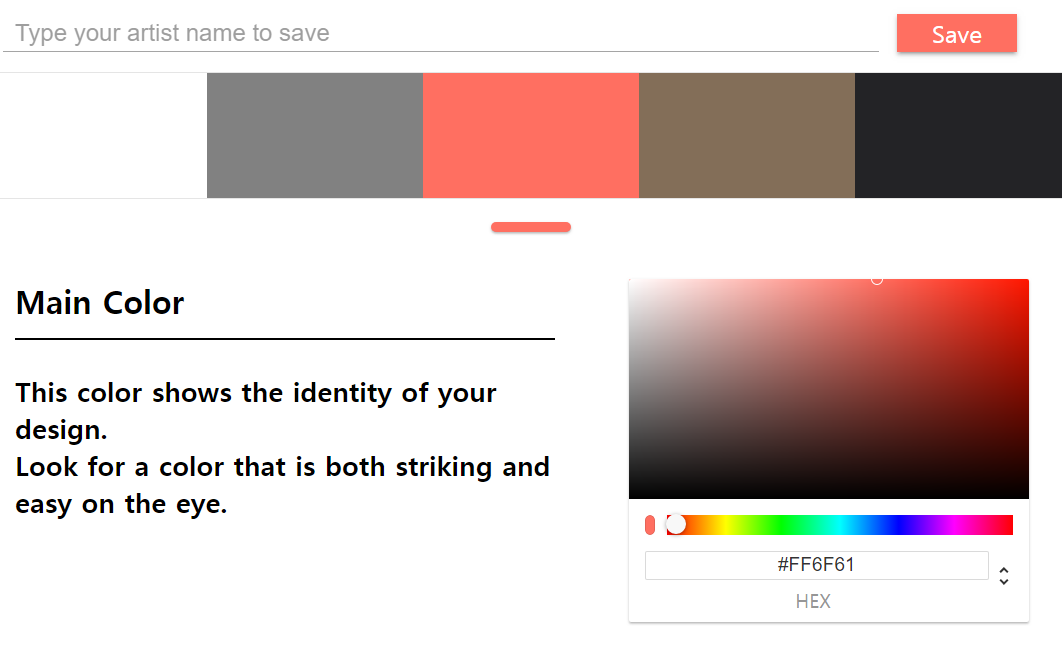 Type your artist name to save
Save
Main Color
This color shows the identity of your
design.
Look for a color that is both striking and
easy on the eye.
#FF6F61
HEX